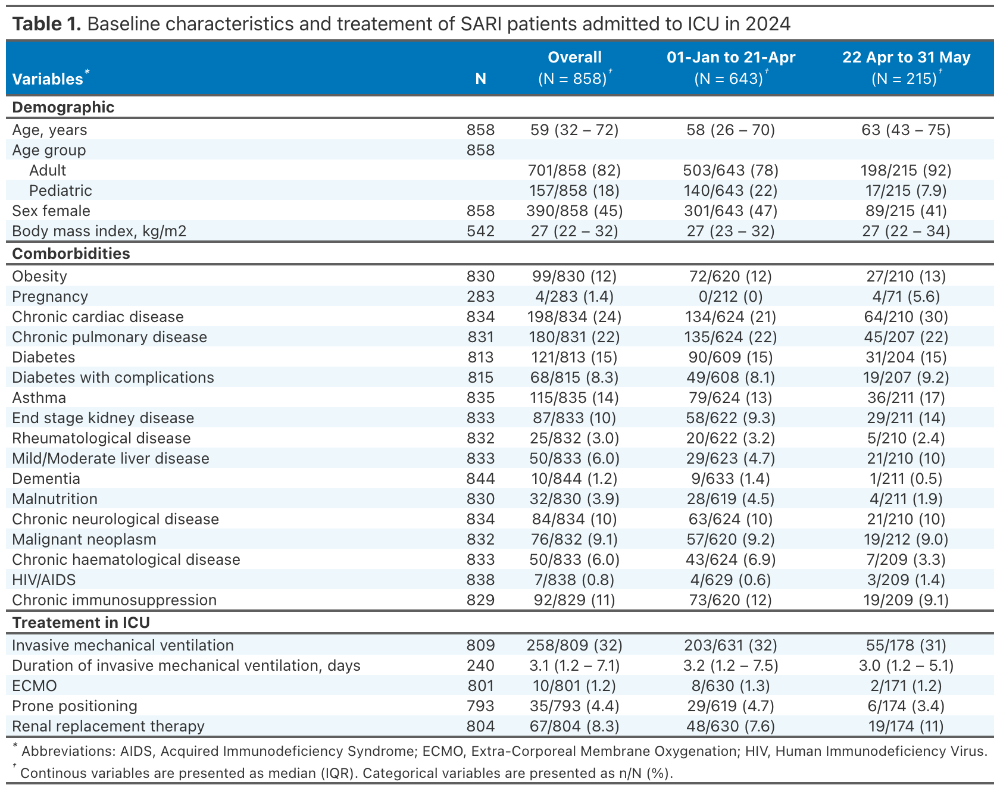 Table 1. Baseline characteristics and treatement of SARI patients admitted to ICU in 2024
Overall 01-Jan to 21-Apr 22 Apr to 31 May
Variables* N (N = 858)† (N = 643)† (N = 215)†
Demographic
Age, years 858 59 (32 – 72) 58 (26 – 70) 63 (43 – 75)
Age group 858
Adult 701/858 (82) 503/643 (78) 198/215 (92)
Pediatric 157/858 (18) 140/643 (22) 17/215 (7.9)
Sex female 858 390/858 (45) 301/643 (47) 89/215 (41)
Body mass index, kg/m2 542 27 (22 – 32) 27 (23 – 32) 27 (22 – 34)
Comborbidities
Obesity 830 99/830 (12) 72/620 (12) 27/210 (13)
Pregnancy 283 4/283 (1.4) 0/212 (0) 4/71 (5.6)
Chronic cardiac disease 834 198/834 (24) 134/624 (21) 64/210 (30)
Chronic pulmonary disease 831 180/831 (22) 135/624 (22) 45/207 (22)
Diabetes 813 121/813 (15) 90/609 (15) 31/204 (15)
Diabetes with complications 815 68/815 (8.3) 49/608 (8.1) 19/207 (9.2)
Asthma 835 115/835 (14) 79/624 (13) 36/211 (17)
End stage kidney disease 833 87/833 (10) 58/622 (9.3) 29/211 (14)
Rheumatological disease 832 25/832 (3.0) 20/622 (3.2) 5/210 (2.4)
Mild/Moderate liver disease 833 50/833 (6.0) 29/623 (4.7) 21/210 (10)
Dementia 844 10/844 (1.2) 9/633 (1.4) 1/211 (0.5)
Malnutrition 830 32/830 (3.9) 28/619 (4.5) 4/211 (1.9)
Chronic neurological disease 834 84/834 (10) 63/624 (10) 21/210 (10)
Malignant neoplasm 832 76/832 (9.1) 57/620 (9.2) 19/212 (9.0)
Chronic haematological disease 833 50/833 (6.0) 43/624 (6.9) 7/209 (3.3)
HIV/AIDS 838 7/838 (0.8) 4/629 (0.6) 3/209 (1.4)
Chronic immunosuppression 829 92/829 (11) 73/620 (12) 19/209 (9.1)
Treatement in ICU
Invasive mechanical ventilation 809 258/809 (32) 203/631 (32) 55/178 (31)
Duration of invasive mechanical ventilation, days 240 3.1 (1.2 – 7.1) 3.2 (1.2 – 7.5) 3.0 (1.2 – 5.1)
ECMO 801 10/801 (1.2) 8/630 (1.3) 2/171 (1.2)
Prone positioning 793 35/793 (4.4) 29/619 (4.7) 6/174 (3.4)
Renal replacement therapy 804 67/804 (8.3) 48/630 (7.6) 19/174 (11)
* Abbreviations: AIDS, Acquired Immunodeficiency Syndrome; ECMO, Extra-Corporeal Membrane Oxygenation; HIV, Human Immunodeficiency Virus.
† Continous variables are presented as median (IQR). Categorical variables are presented as n/N (%).